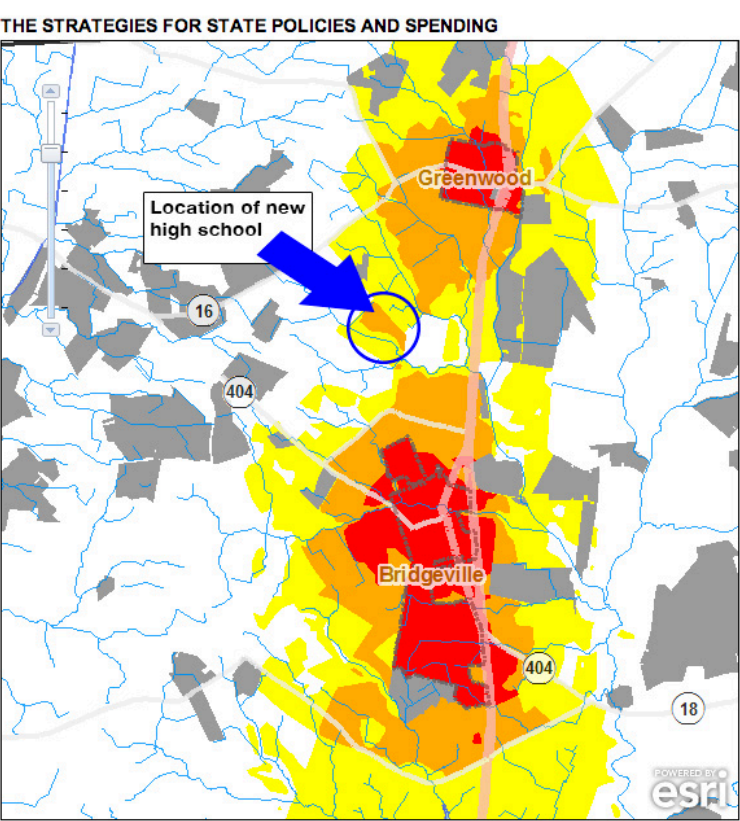 THE STRATEGIES FOR STATE POLICIES AND SPENDING
Greenwood
Location of new
high school
16
404
Bridgeville
404
18
POWERED BY
esri